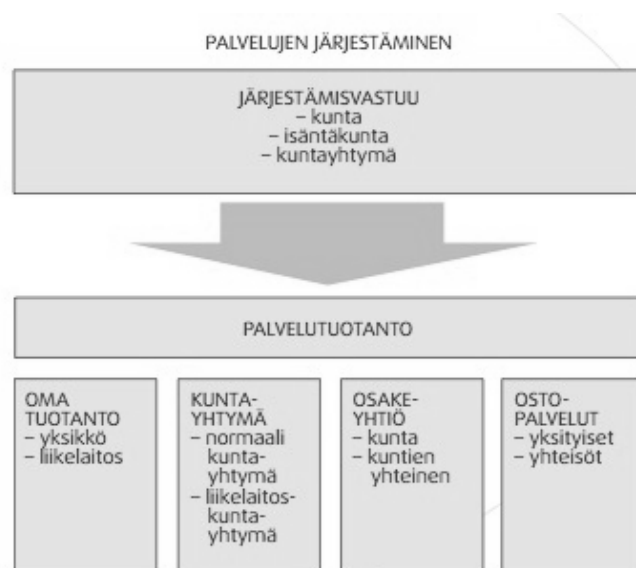 PALVELUJEN JÄRJESTÄMINEN
JÄRJESTÄMISVASTUU
– kunta
– isäntäkunta
– kuntayhtymä
PALVELUTUOTANTO
OMA
TUOTANTO
– yksikkö
– liikelaitos
KUNTA-
YHTYMÄ
– normaali
kunta-
yhtymä
– liikelaitos-
kunta-
yhtymä
OSAKE-
YHTIÖ
– kunta
– kuntien
yhteinen
OSTO-
PALVELUT
– yksityiset
– yhteisöt